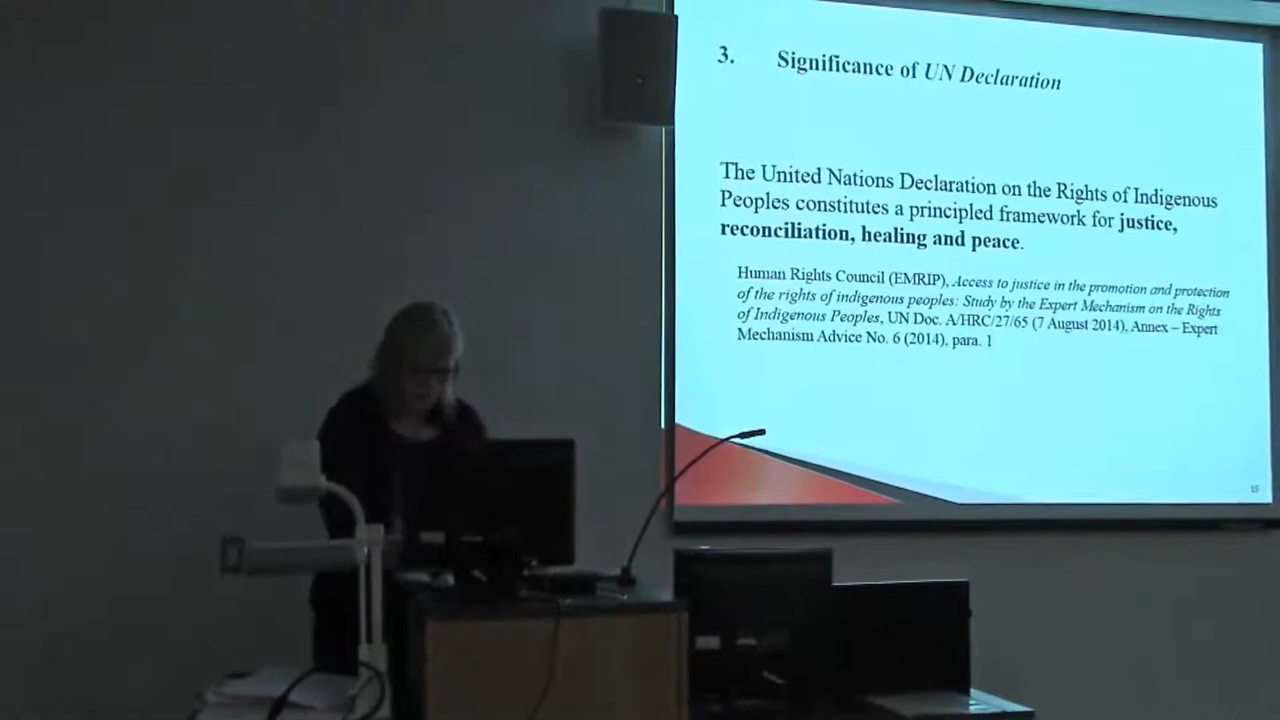 3. Significance of UN Declaration
The United Nations Declaration on the Rights of Indigenous
Peoples constitutes a principled framework for justice,
reconciliation, healing and peace.
Human Rights Council (EMRIP), Access to justice in the promotion and protection
of the rights of indigenous peoples: Study by the Expert Mechanism on the Rights
of Indigenous Peoples, UN Doc. A/HRC/27/65 (7 August 2014), Annex – Expert
Mechanism Advice No. 6 (2014), para. 1
15